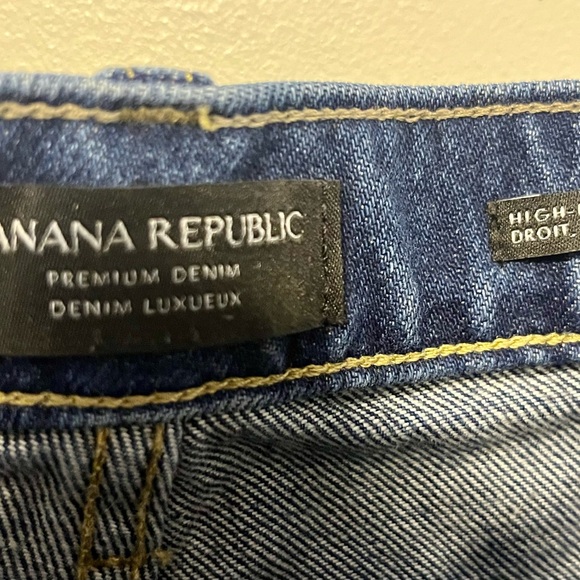 ANANA REPUBLIC
PREMIUM DENIM
DENIM LUXUEUX
HIGH-
DROIT